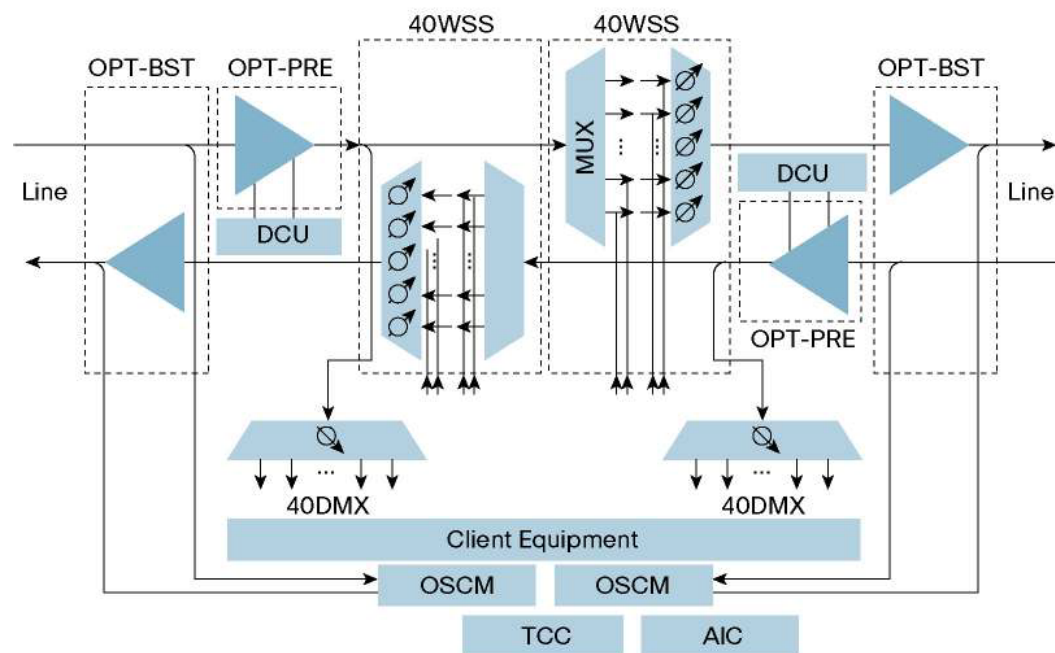 40WSS
40WSS
OPT-BST
OPT-PRE
OPT-BST
MUX
DCU
Line
Line
DCU
...
...
...
...
OPT-PRE
...
...
40DMX
40DMX
Client Equipment
OSCM
OSCM
TCC
AIC